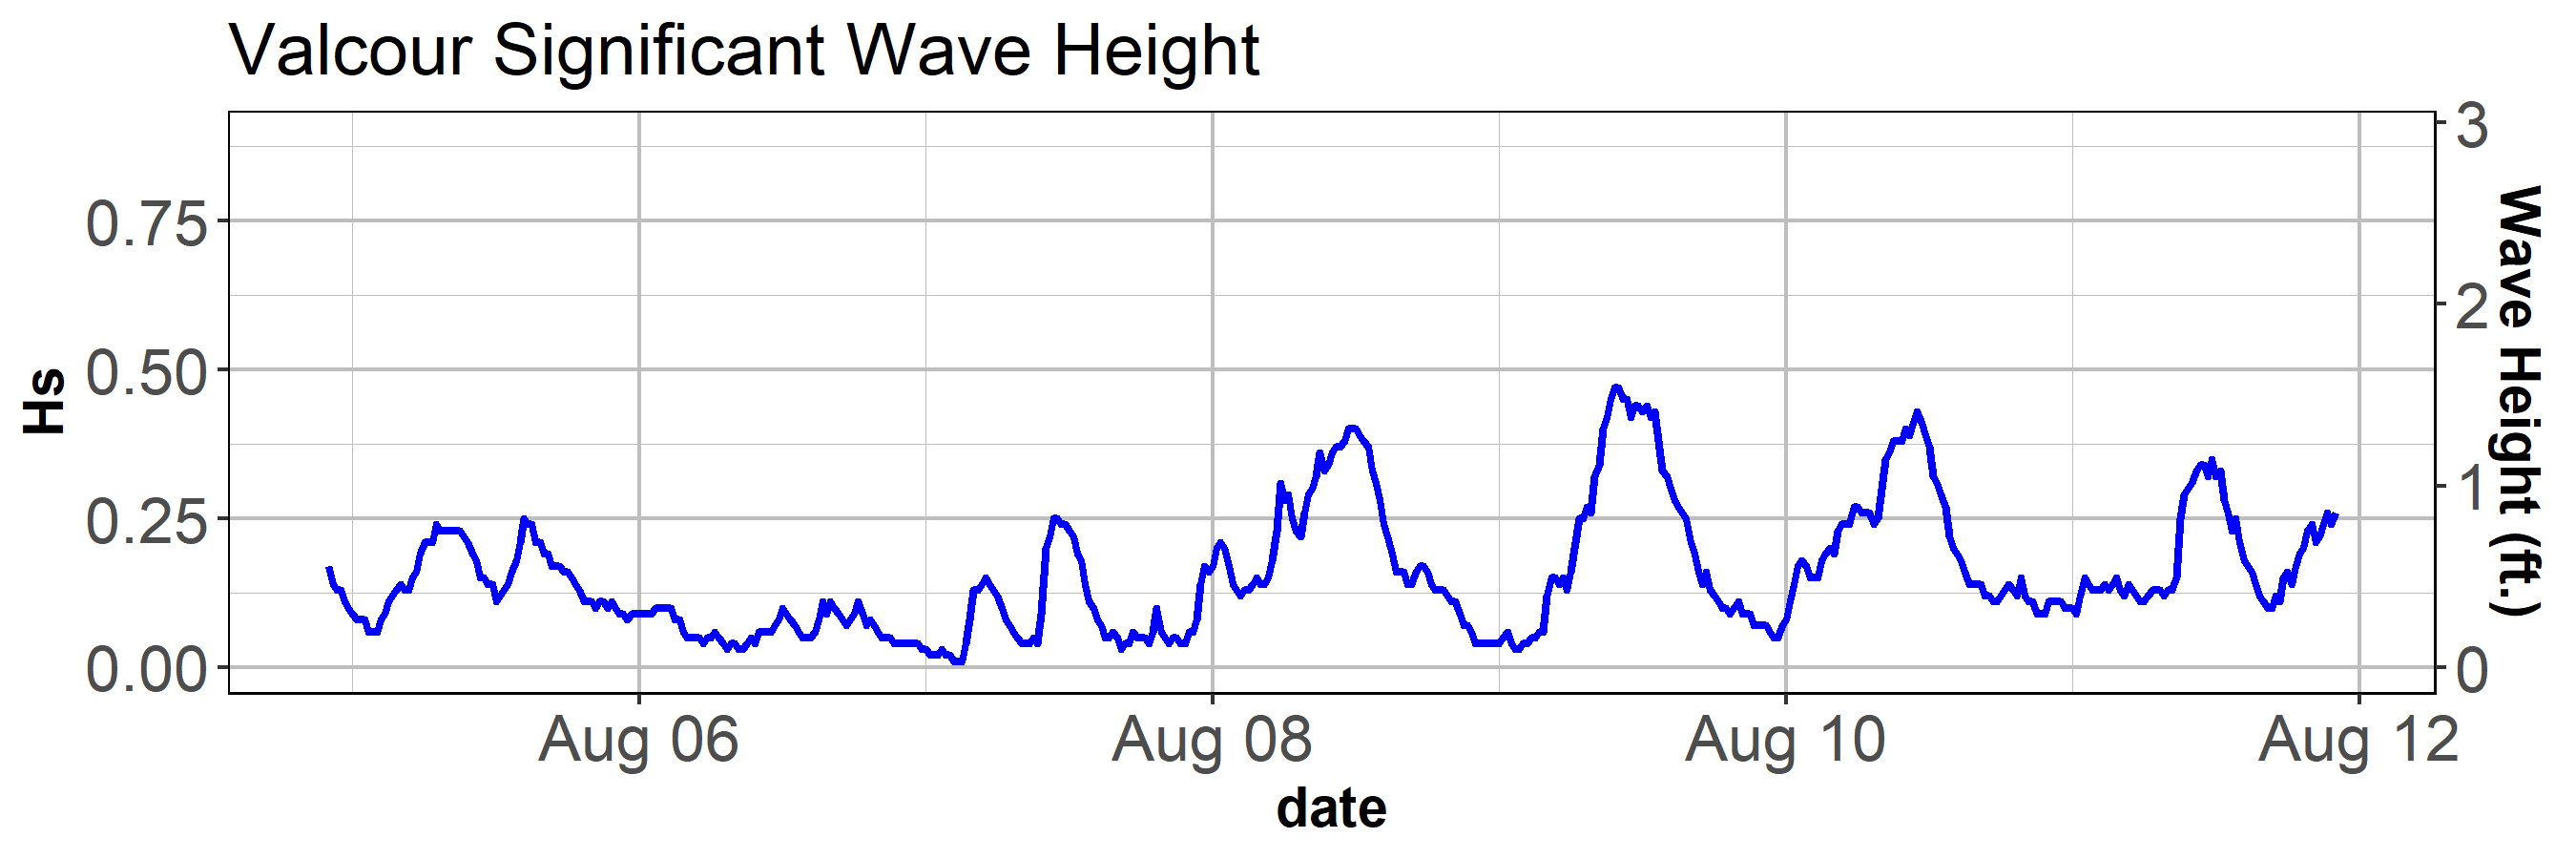 Valcour Significant Wave Height
Hs
0.75
0.50
0.25
0.00
3
2
1
0
Wave Height (ft.)
Aug 06
Aug 08
Aug 10
Aug 12
date